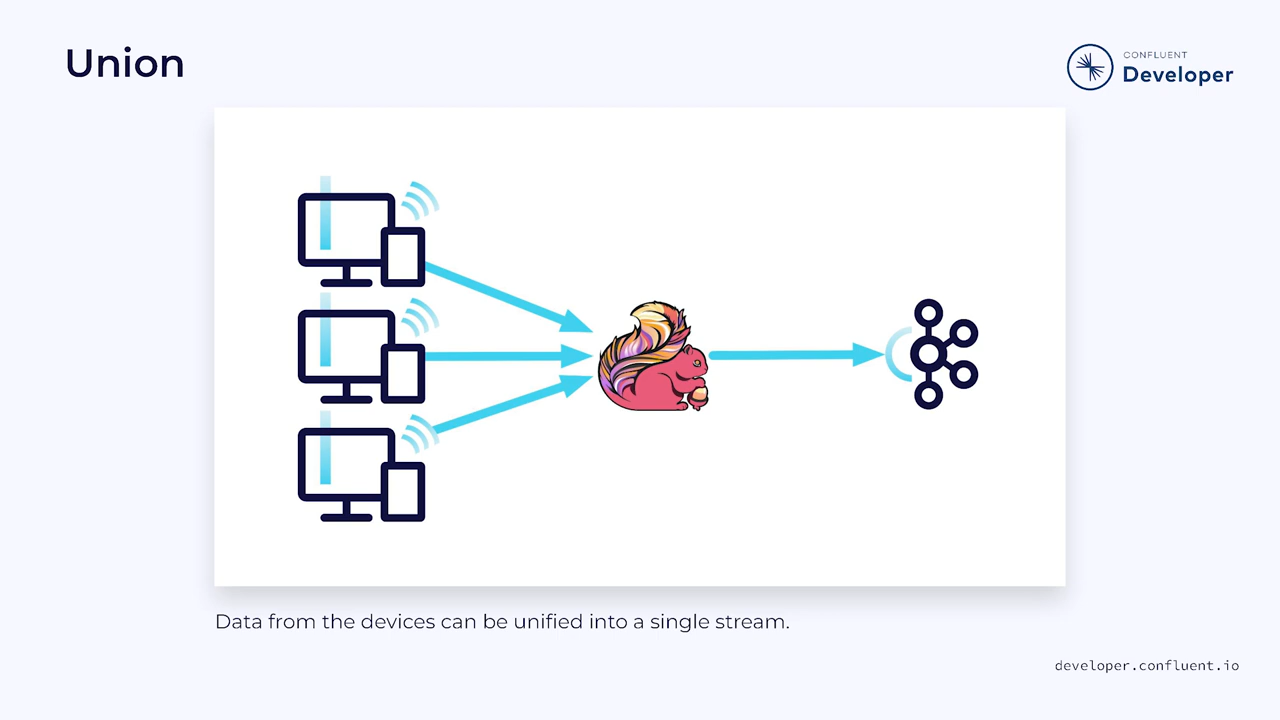 Union
CONFLUENT
Developer
Data from the devices can be unified into a single stream.
developer.confluent.io